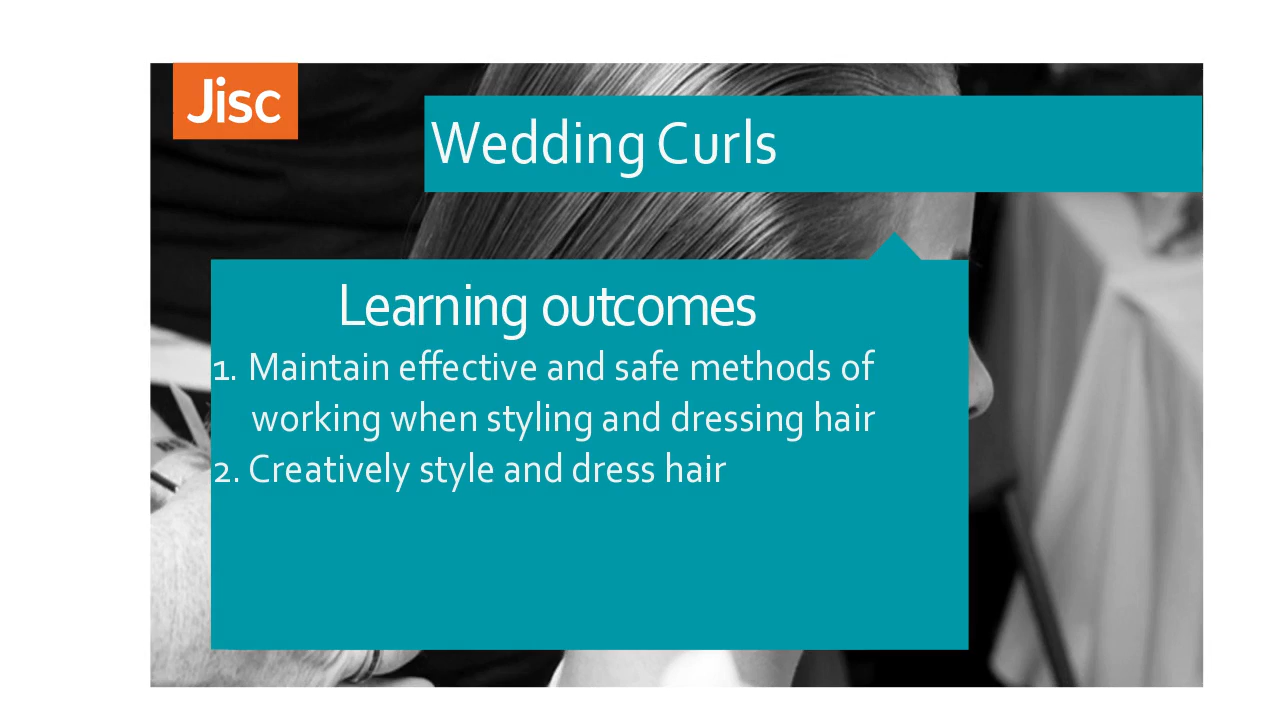 Jisc
Wedding Curls
Learning outcomes
1. Maintain effective and safe methods of
working when styling and dressing hair
2. Creatively style and dress hair